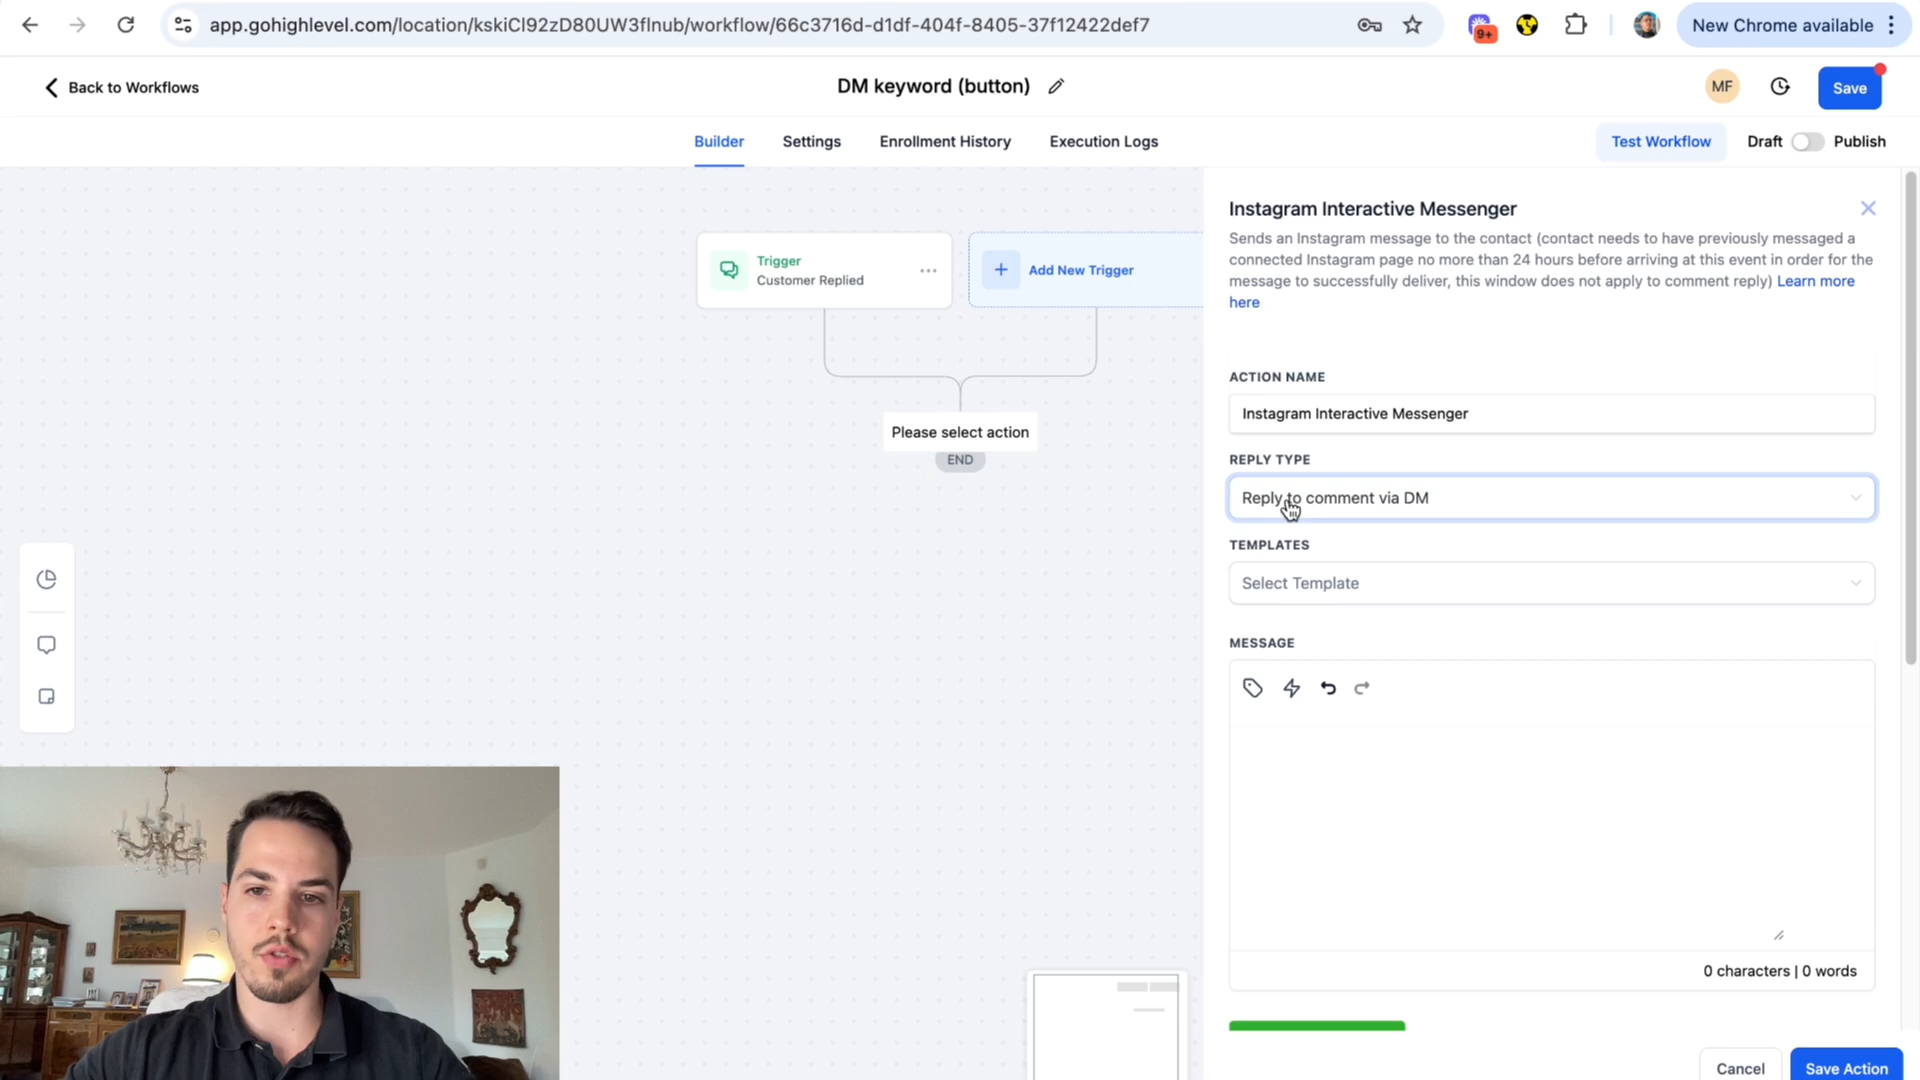 app.gohighlevel.com/location/kskiCl92zD80UW3flnub/workflow/66c3716d-d1df-404f-8405-37f12422def7
9+
New Chrome available
Back to Workflows
DM keyword (button)
MF
Save
Builder
Settings
Enrollment History
Execution Logs
Test Workflow
Draft
Publish
Trigger
Customer Replied
Add New Trigger
Please select action
END
Instagram Interactive Messenger
Sends an Instagram message to the contact (contact needs to have previously messaged a
connected Instagram page no more than 24 hours before arriving at this event in order for the
message to successfully deliver, this window does not apply to comment reply) Learn more
here
ACTION NAME
Instagram Interactive Messenger
REPLY TYPE
Reply to comment via DM
TEMPLATES
Select Template
MESSAGE
0 characters | 0 words
Cancel
Save Action